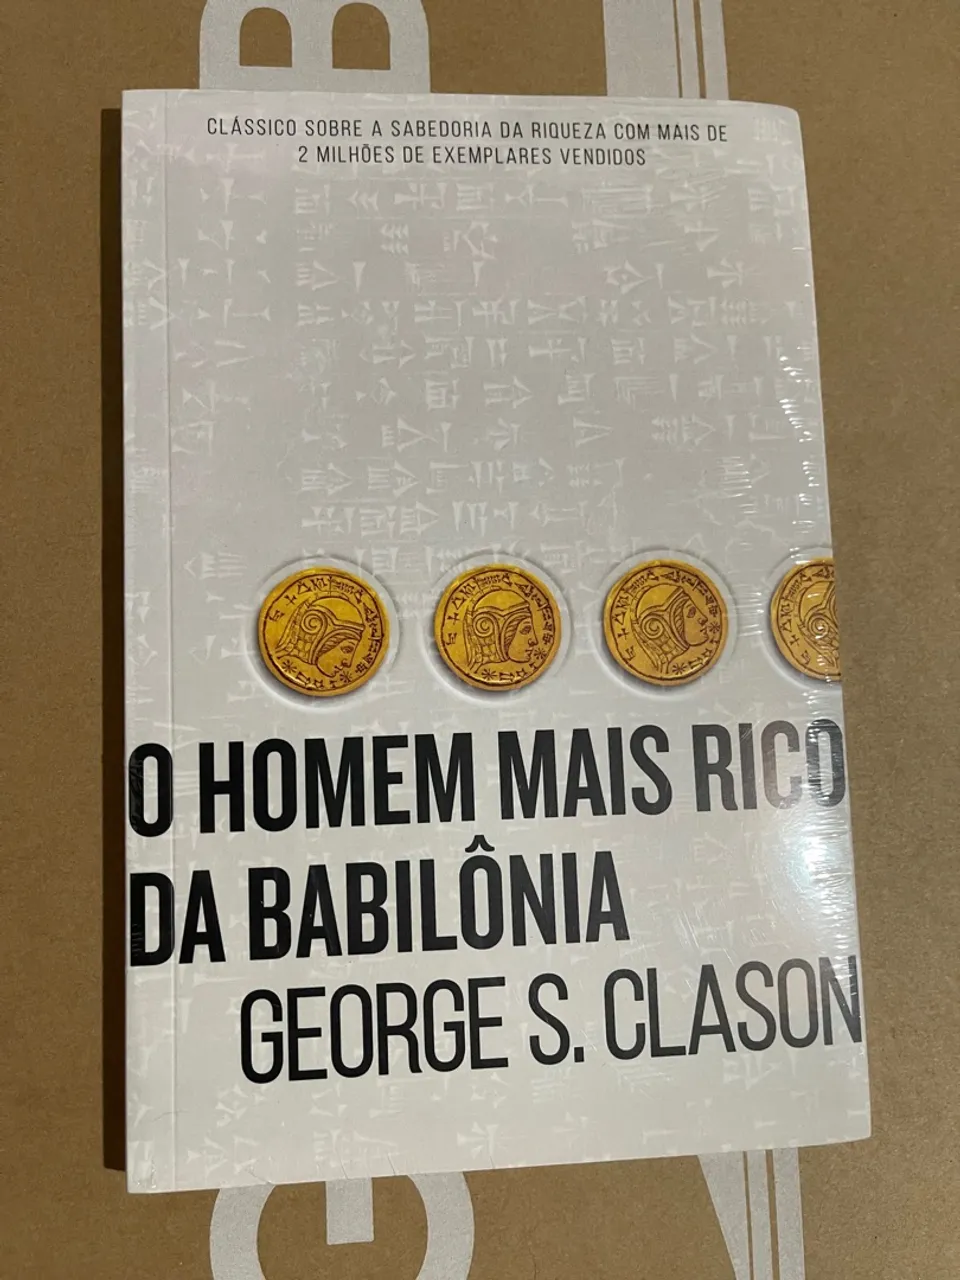 CLÁSSICO SOBRE A SABEDORIA DA RIQUEZA COM MAIS DE
2 MILHÕES DE EXEMPLARES VENDIDOS
O HOMEM MAIS RICO
DA BABILÔNIA
GEORGE S. CLASON